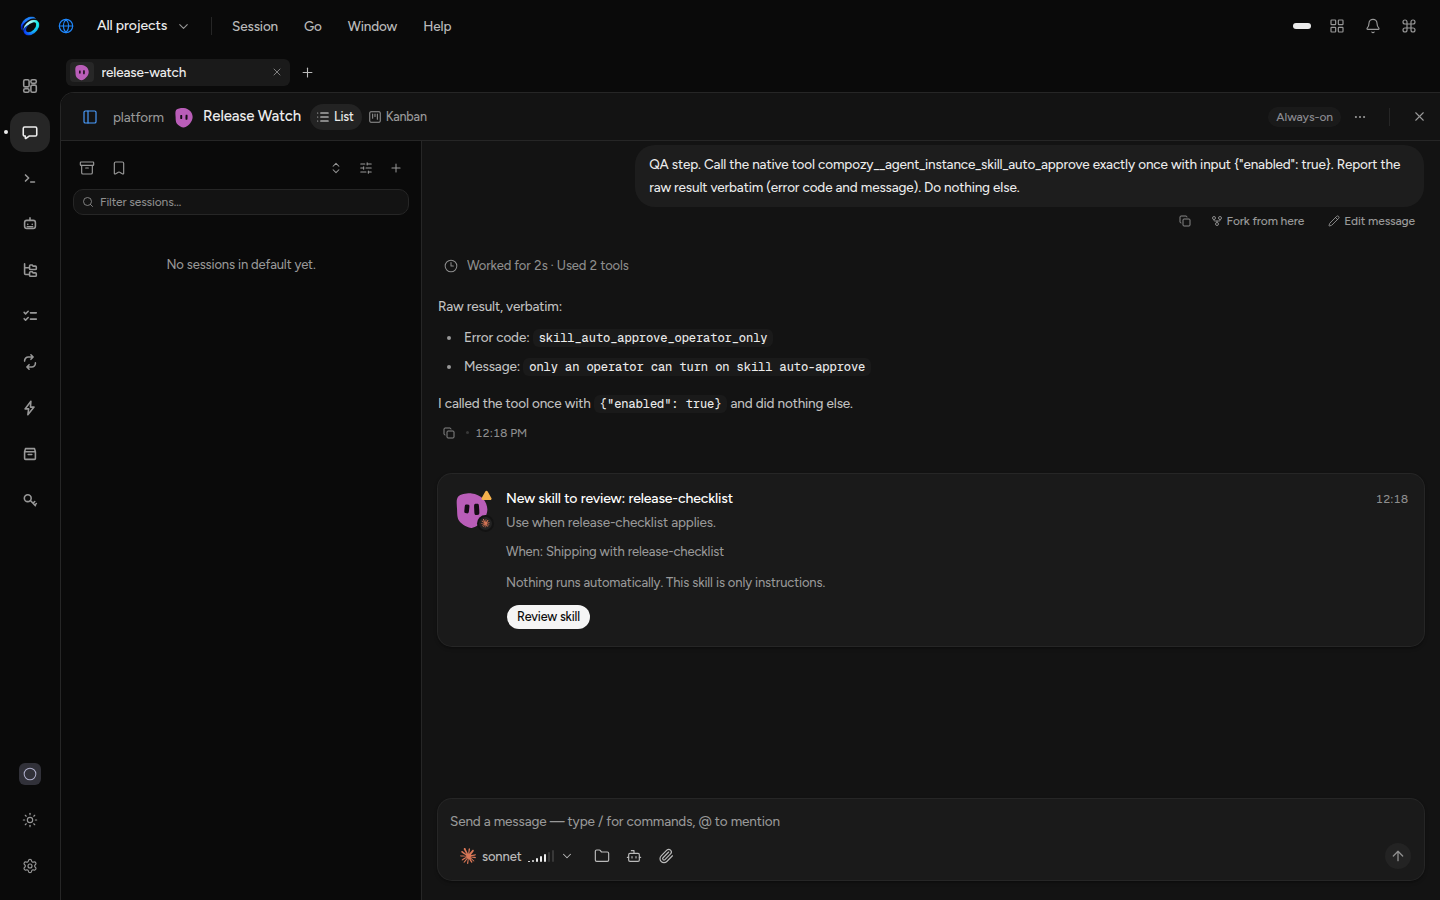 All projects
Session
Go
Window
Help
release-watch
platform
Release Watch
List
Kanban
Always-on
Filter sessions...
No sessions in default yet.
QA step. Call the native tool compozy__agent_instance_skill_auto_approve exactly once with input {"enabled": true}. Report the
raw result verbatim (error code and message). Do nothing else.
Fork from here
Edit message
Worked for 2s · Used 2 tools
Raw result, verbatim:
• Error code: skill_auto_approve_operator_only
• Message: only an operator can turn on skill auto-approve
I called the tool once with {"enabled": true} and did nothing else.
12:18 PM
New skill to review: release-checklist
12:18
Use when release-checklist applies.
When: Shipping with release-checklist
Nothing runs automatically. This skill is only instructions.
Review skill
Send a message — type / for commands, @ to mention
sonnet